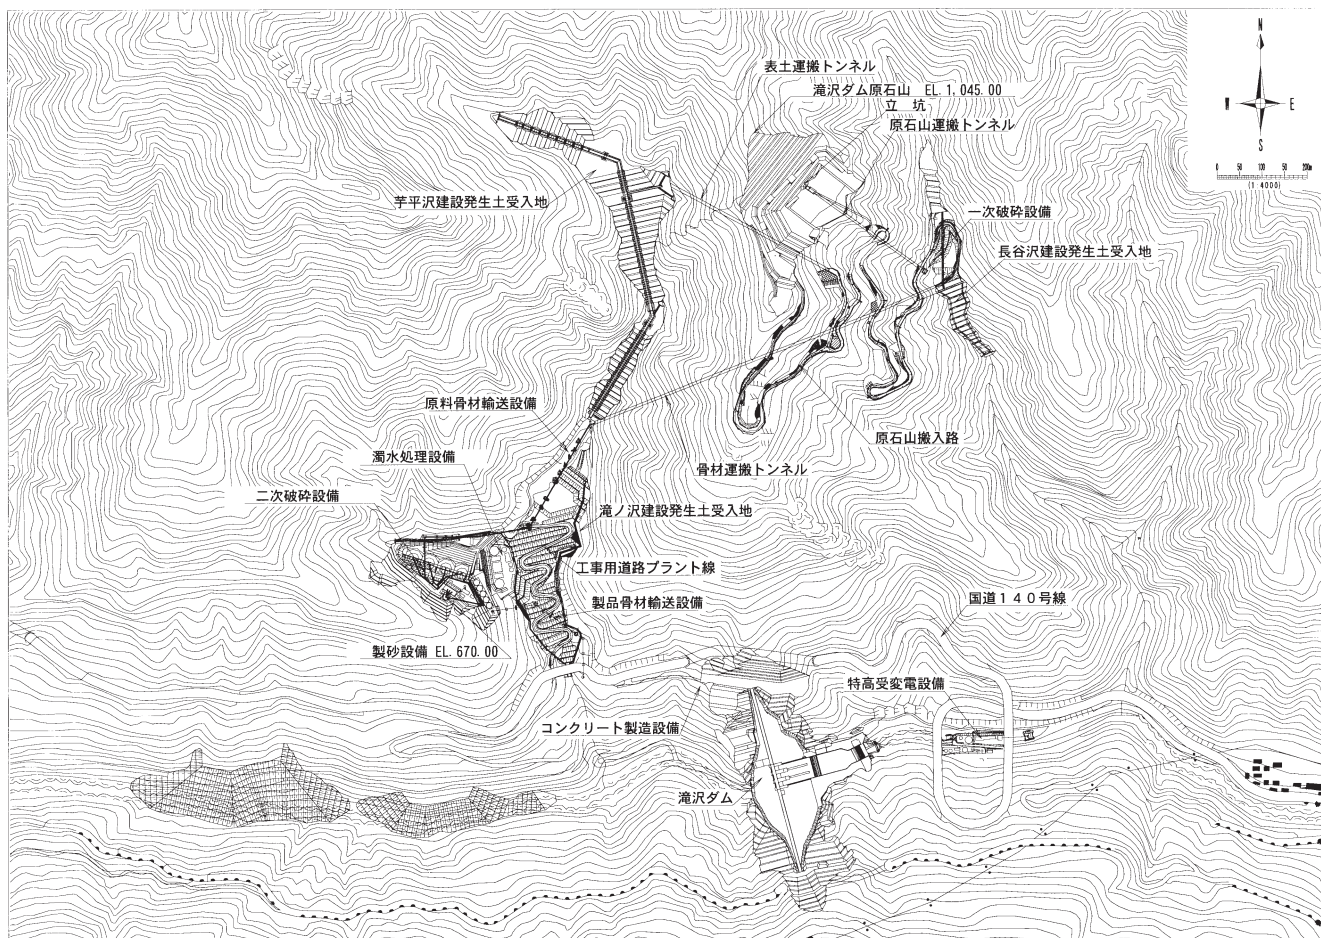 N
W E
S
0 50 100 50 200m
(1:4000)
表土運搬トンネル
滝沢ダム原石山 EL.1,045.00
立 坑
原石山運搬トンネル
芋平沢建設発生土受入地
一次破砕設備
長谷沢建設発生土受入地
原料骨材輸送設備
原石山搬入路
濁水処理設備
骨材運搬トンネル
二次破砕設備
滝ノ沢建設発生土受入地
工事用道路プラント線
製品骨材輸送設備
国道140号線
製砂設備 EL.670.00
特高受変電設備
コンクリート製造設備
滝沢ダム